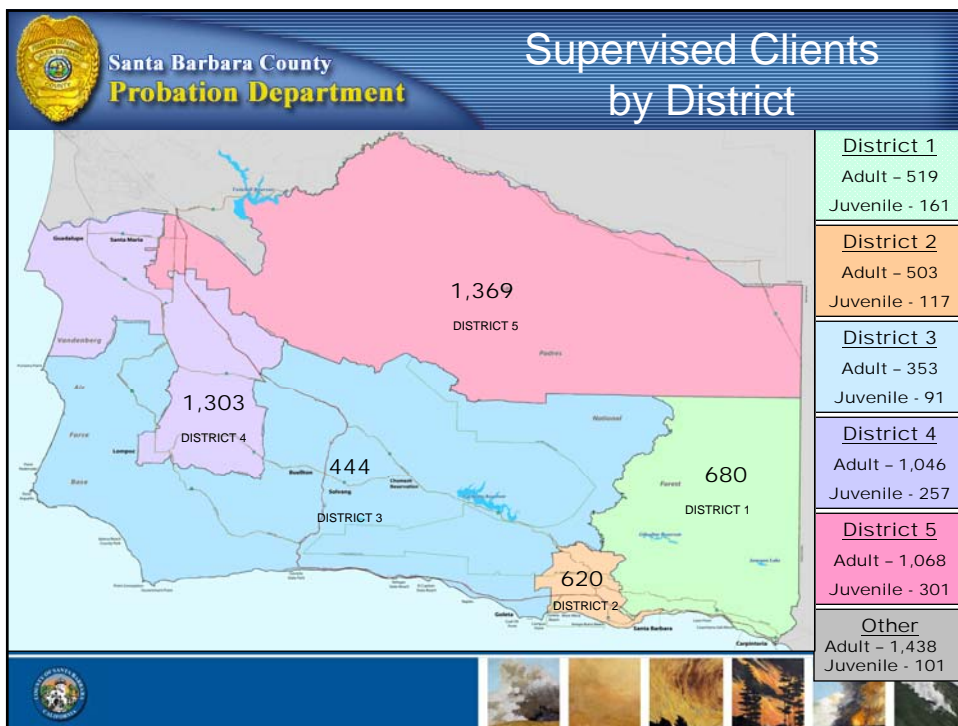 Santa Barbara County
Probation Department
Supervised Clients
by District
District 1
Adult – 519
Juvenile - 161
District 2
Adult – 503
Juvenile - 117
District 3
Adult – 353
Juvenile - 91
District 4
Adult – 1,046
Juvenile - 257
District 5
Adult – 1,068
Juvenile - 301
Other
Adult – 1,438
Juvenile - 101
Guadalupe
Santa Maria
1,369
DISTRICT 5
Vandenberg
Padres
Air
1,303
DISTRICT 4
National
Force
Lompoc
444
Buellton
Base
Solvang
Chumash
Reservation
DISTRICT 3
680
Forest
DISTRICT 1
620
DISTRICT 2
Goleta
Santa Barbara
Carpinteria